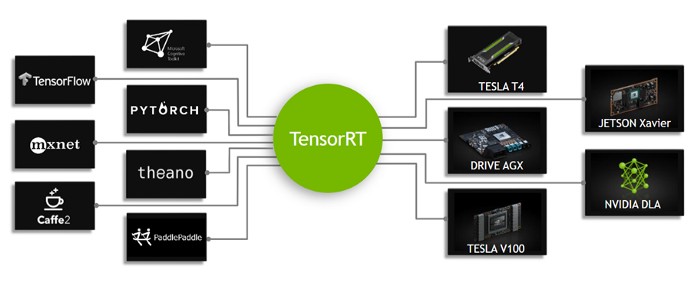 Microsoft
Cognitive
Toolkit
TensorFlow
PYTORCH
mxnet
theano
Caffe2
PaddlePaddle
TensorRT
TESLA T4
JETSON Xavier
DRIVE AGX
NVIDIA DLA
TESLA V100